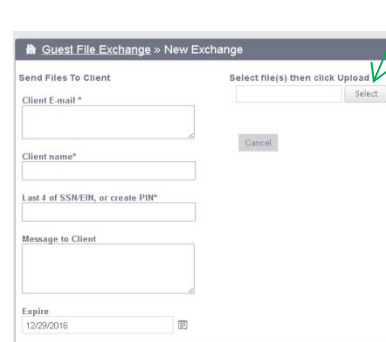 Guest File Exchange » New Exchange
Send Files To Client
Select file(s) then click Upload
Client E-mail *
Select
Cancel
Client name*
Last 4 of SSN/EIN, or create PIN*
Message to Client
Expire
12/29/2016